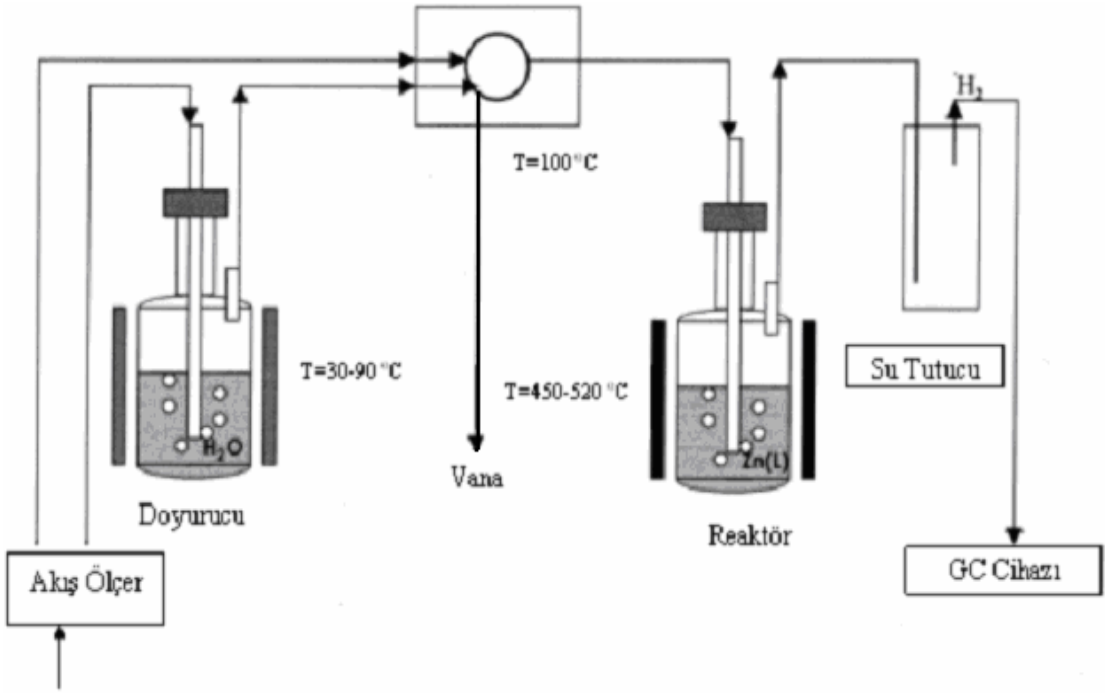 H₂
T=100 °C
T=30-90 °C
T=450-520 °C
Su Tutucu
H₂O
Zn(L)
Vana
Doyurucu
Reaktör
Akış Ölçer
GC Cihazı